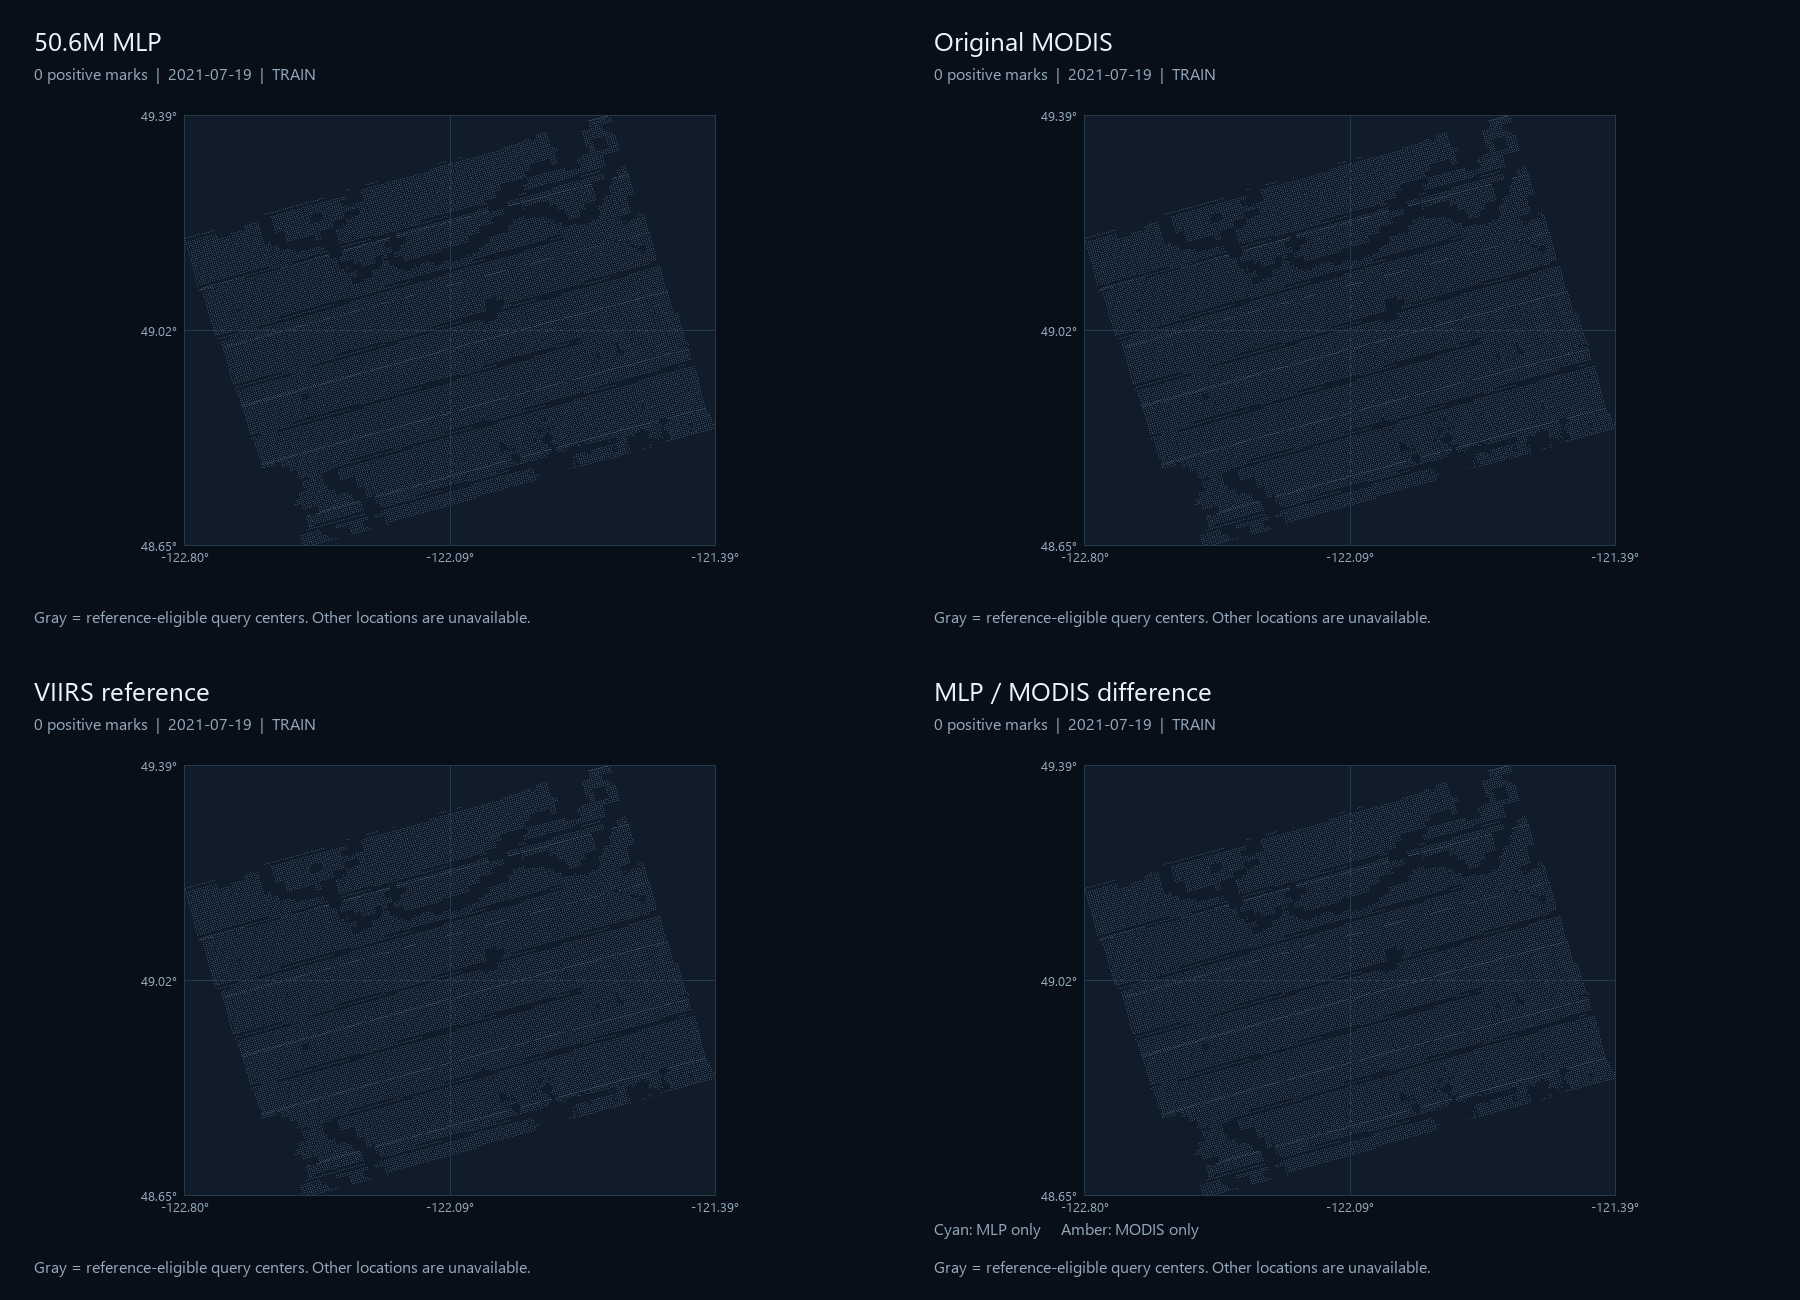 50.6M MLP
0 positive marks | 2021-07-19 | TRAIN
49.39°
49.02°
48.65°
-122.80°
-122.09°
-121.39°
Gray = reference-eligible query centers. Other locations are unavailable.
Original MODIS
0 positive marks | 2021-07-19 | TRAIN
49.39°
49.02°
48.65°
-122.80°
-122.09°
-121.39°
Gray = reference-eligible query centers. Other locations are unavailable.
VIIRS reference
0 positive marks | 2021-07-19 | TRAIN
49.39°
49.02°
48.65°
-122.80°
-122.09°
-121.39°
Gray = reference-eligible query centers. Other locations are unavailable.
MLP / MODIS difference
0 positive marks | 2021-07-19 | TRAIN
49.39°
49.02°
48.65°
-122.80°
-122.09°
-121.39°
Cyan: MLP only Amber: MODIS only
Gray = reference-eligible query centers. Other locations are unavailable.